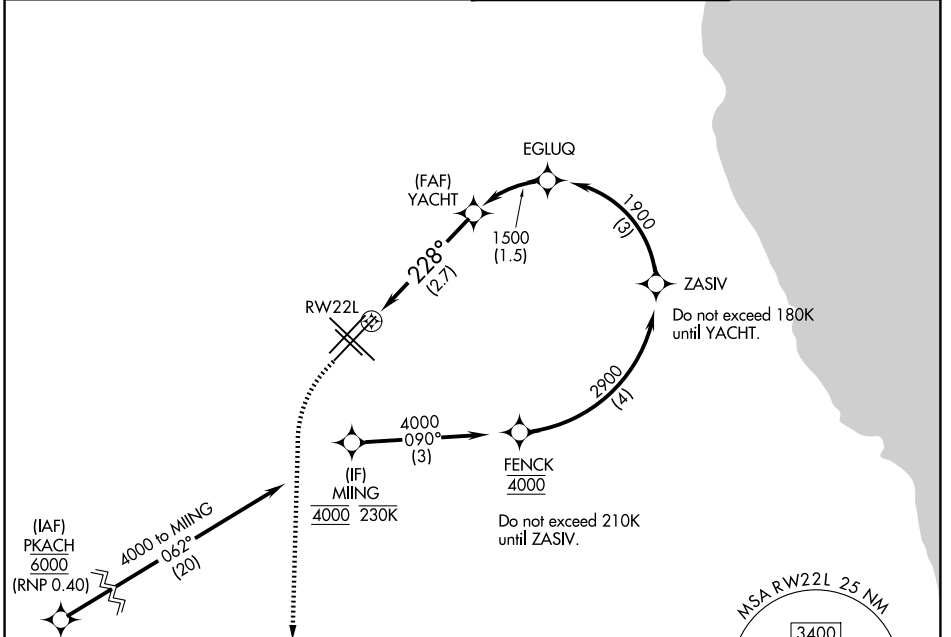 EGLUQ
(FAF)
YACHT
1900
(3)
1500
(1.5)
228°
(2.7)
ZASIV
RW22L
Do not exceed 180K
until YACHT.
2900
(4)
4000
090°
(3)
FENCK
4000
(IF)
MIING
4000 230K
Do not exceed 210K
until ZASIV.
(IAF)
PKACH
6000
(RNP 0.40)
4000 to MIING
062°
(20)
MSA RW22L 25 NM
3400